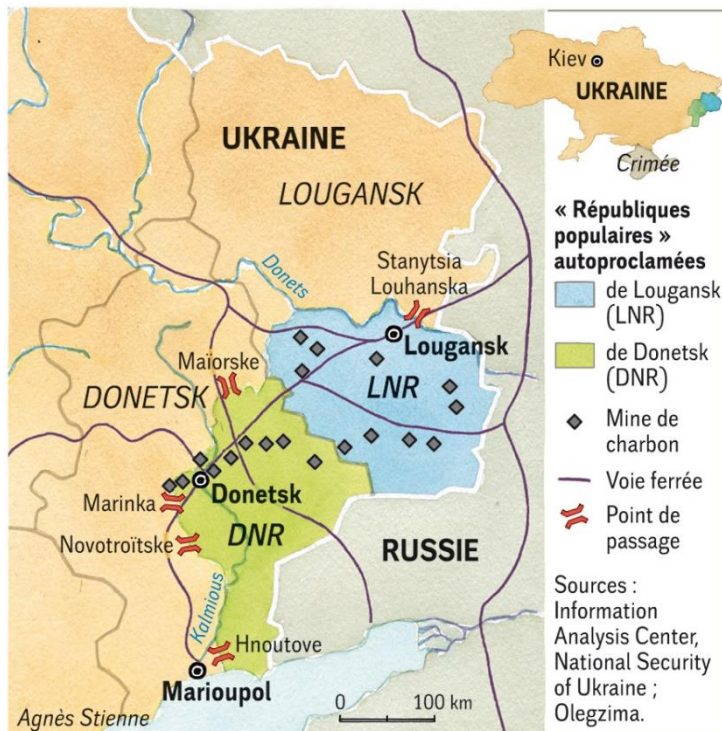 UKRAINE
LOUGANSK
Donets
Stanytsia
Louhanska
Lougansk
Maïorske
LNR
DONETSK
Donetsk
Marinka
DNR
Novotroïtske
RUSSIE
Kalmious
Hnoutove
Marioupol
0 100 km
Agnès Stienne
Kiev
UKRAINE
Crimée
« Républiques
populaires »
autoproclamées
de Lougansk
(LNR)
de Donetsk
(DNR)
Mine de
charbon
Voie ferrée
Point de
passage
Sources :
Information
Analysis Center,
National Security
of Ukraine ;
Olegzima.